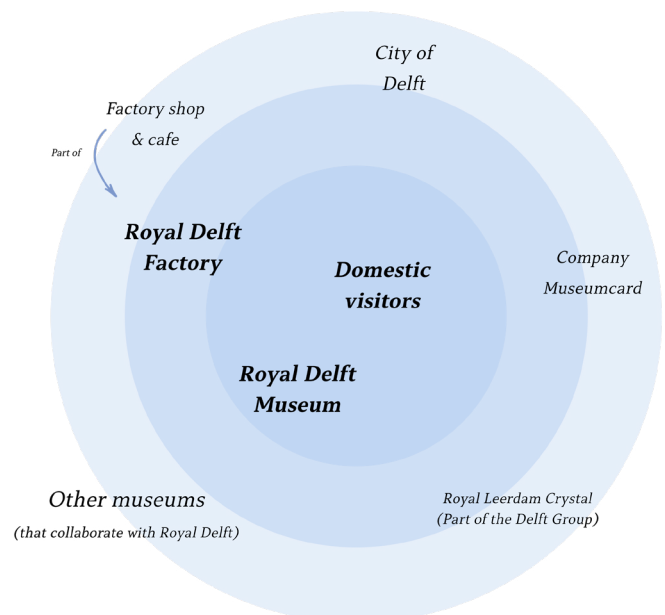 City of
Delft
Factory shop
& cafe
Part of
Royal Delft
Factory
Domestic
visitors
Company
Museumcard
Royal Delft
Museum
Other museums
(that collaborate with Royal Delft)
Royal Leerdam Crystal
(Part of the Delft Group)